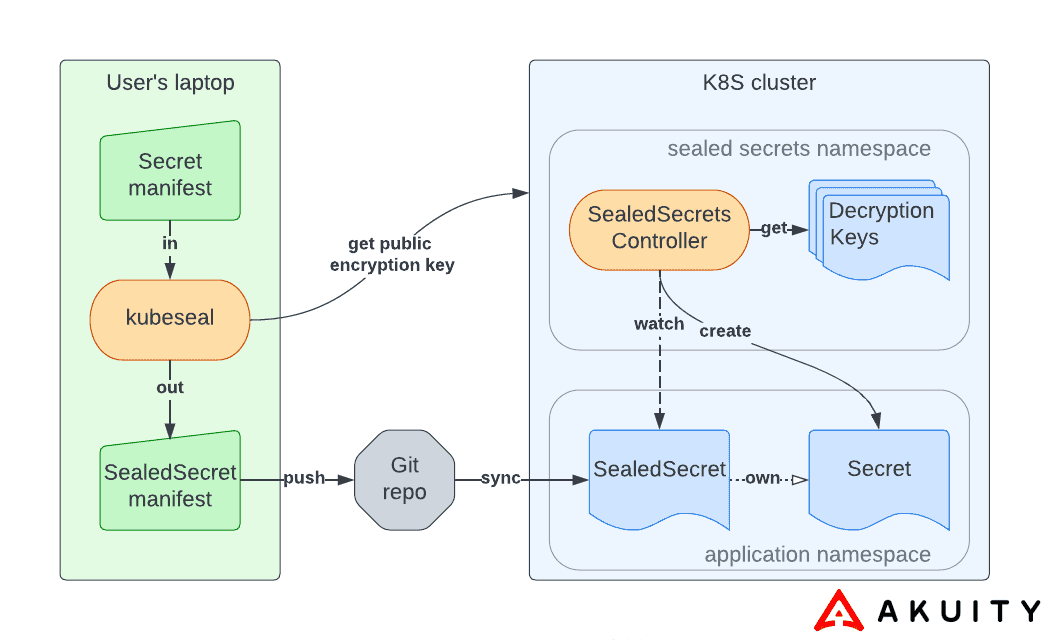 User's laptop
Secret
manifest
in
kubeseal
out
SealedSecret
manifest
get public
encryption key
push
Git
repo
sync
K8S cluster
sealed secrets namespace
SealedSecrets
Controller
get
Decryption
Keys
watch
create
SealedSecret
own
Secret
application namespace
AKUITY